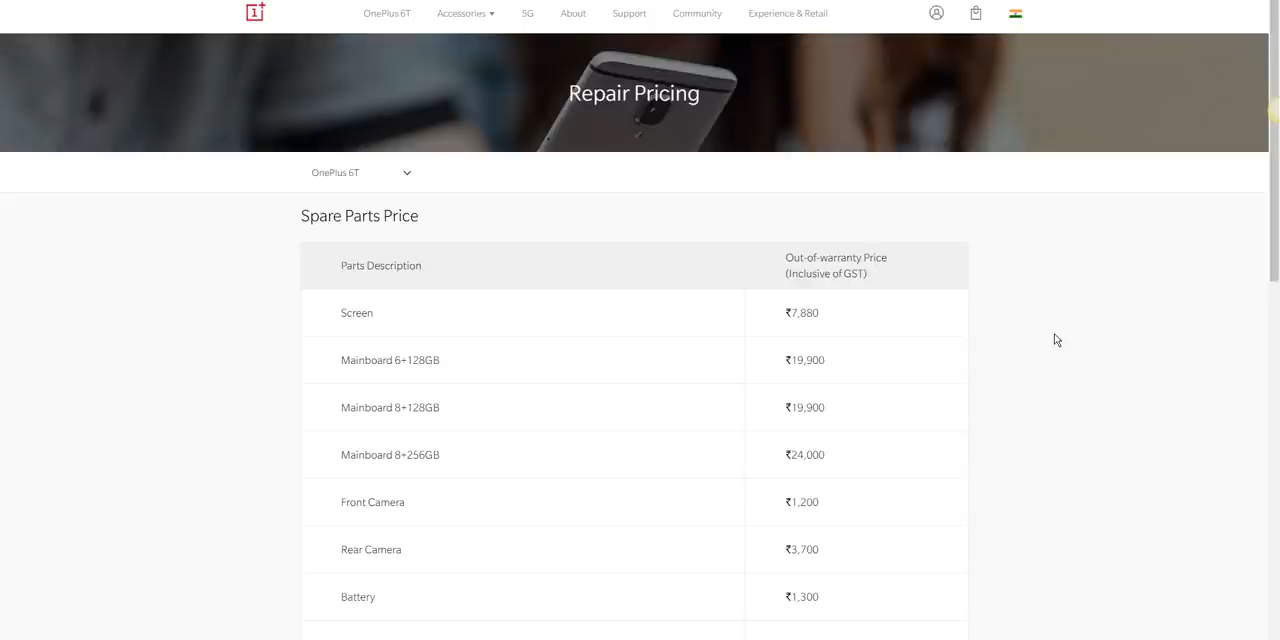 1+
OnePlus 6T Accessories ▾ 5G About Support Community Experience & Retail
Repair Pricing
OnePlus 6T
Spare Parts Price
Parts Description
Out-of-warranty Price
(Inclusive of GST)
Screen ₹7,880
Mainboard 6+128GB ₹19,900
Mainboard 8+128GB ₹19,900
Mainboard 8+256GB ₹24,000
Front Camera ₹1,200
Rear Camera ₹3,700
Battery ₹1,300